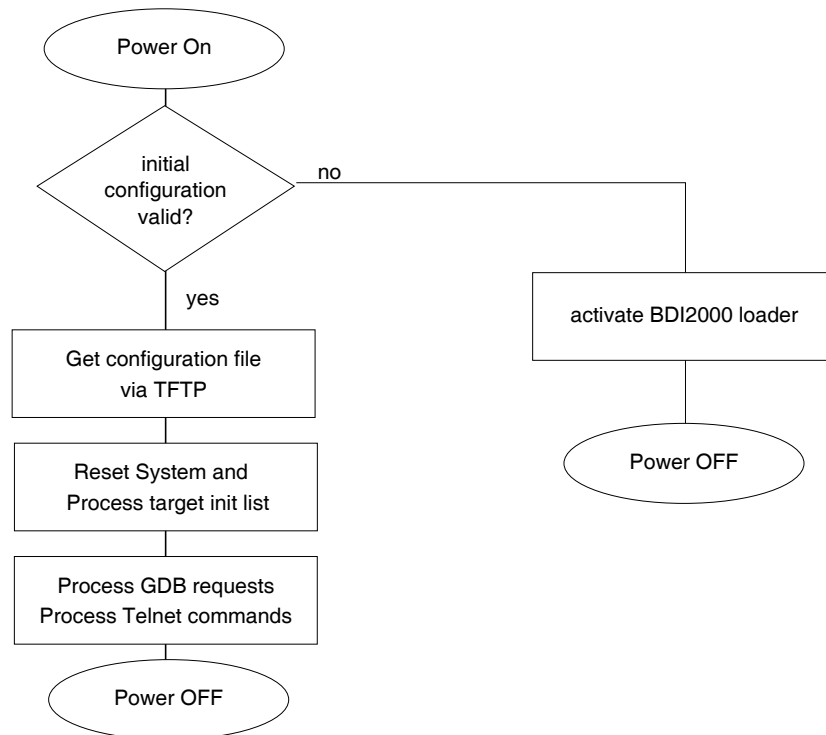 Power On
initial
configuration
valid?
no
yes
activate BDI2000 loader
Get configuration file
via TFTP
Power OFF
Reset System and
Process target init list
Process GDB requests
Process Telnet commands
Power OFF